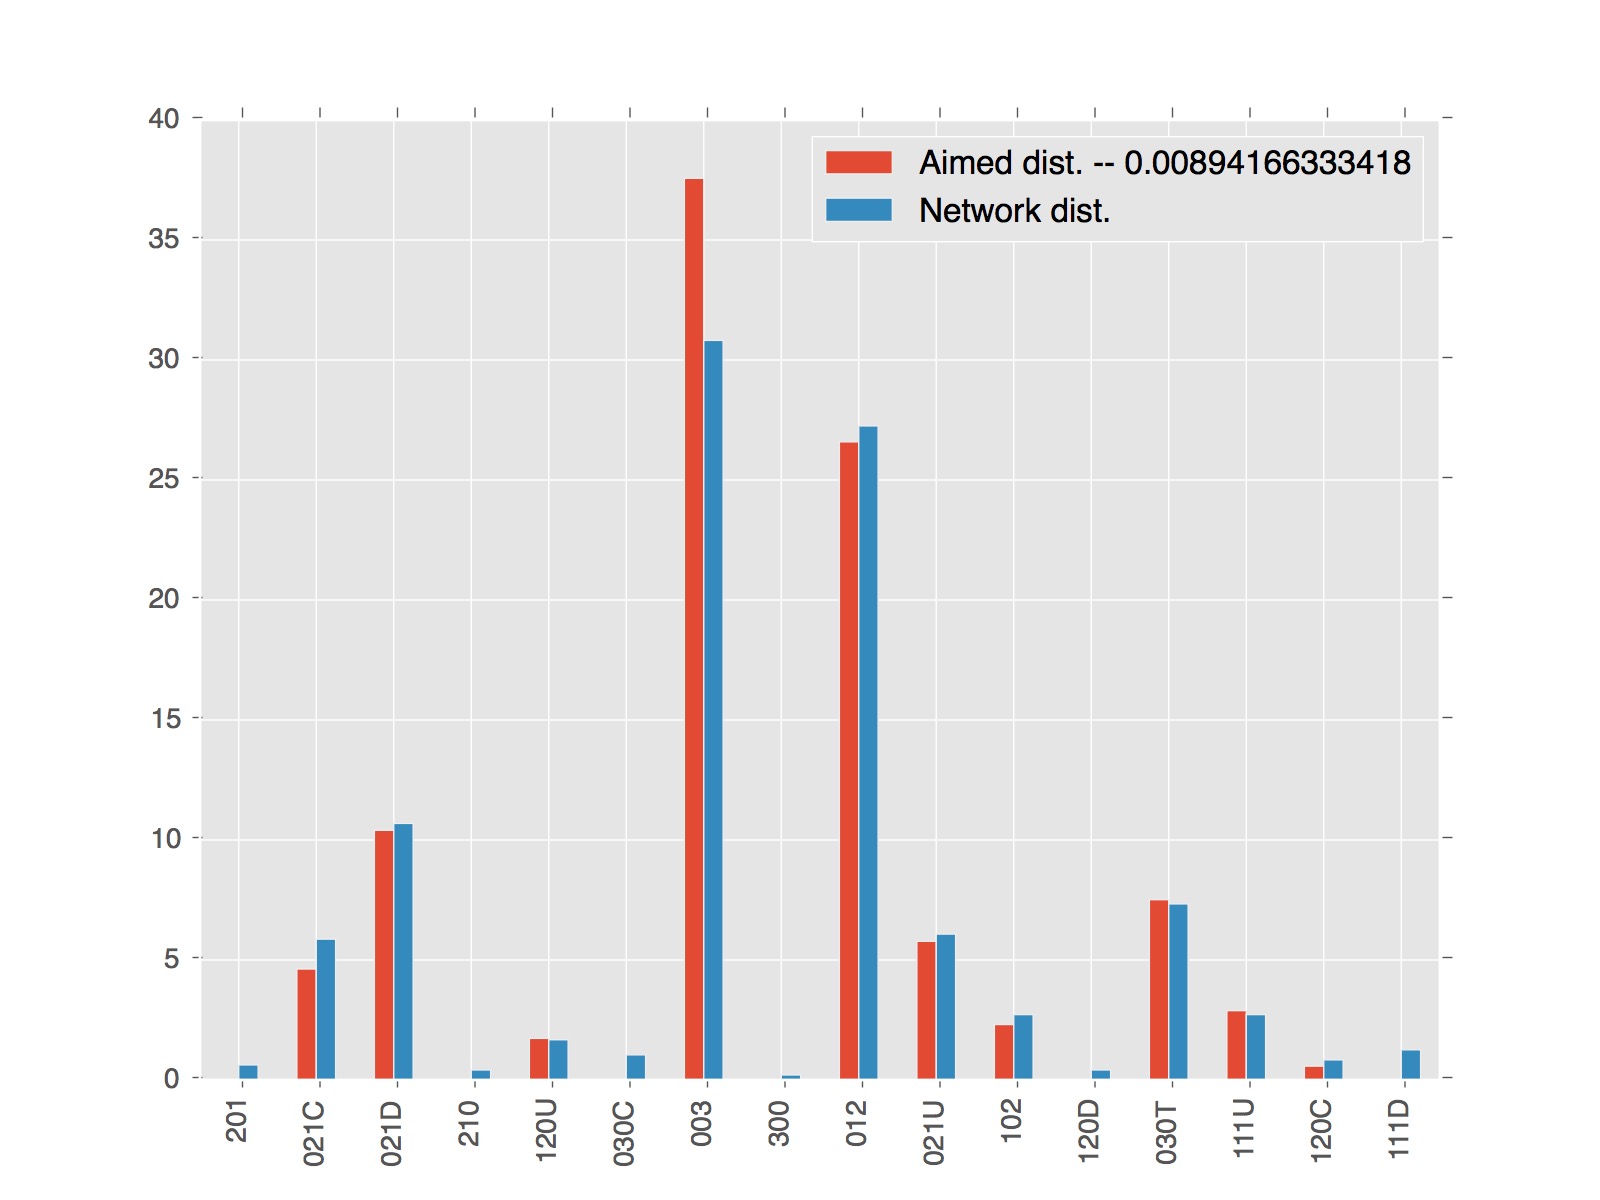 40
35
30
25
20
15
10
5
0
Aimed dist. -- 0.00894166333418
Network dist.
201
021C
021D
210
120U
030C
003
300
012
021U
102
120D
030T
111U
120C
111D